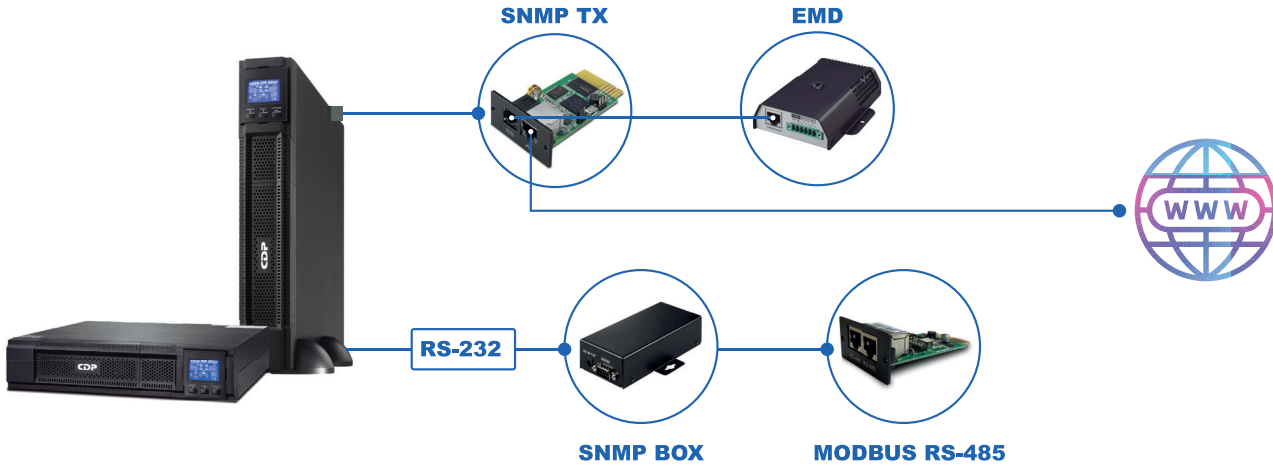 SNMP TX
EMD
WWW
CDP
CDP
RS-232
SNMP BOX
MODBUS RS-485